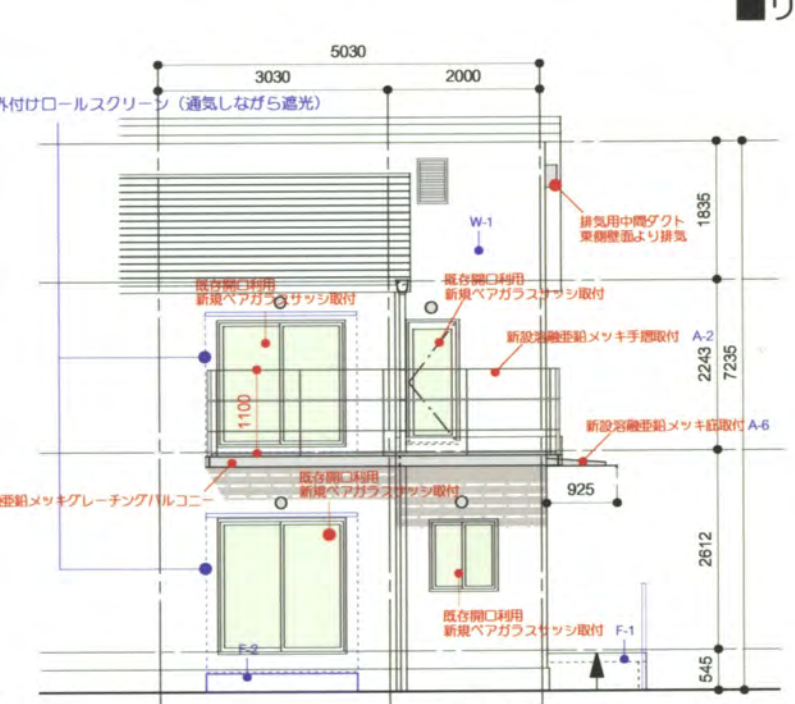 ■リ
5030
3030
2000
外付けロールスクリーン（通気しながら遮光）
W-1
排気用中間ダクト
東側壁面より排気
1835
既存開口利用
新規ペアガラスサッシ取付
既存開口利用
新規ペアガラスサッシ取付
新設溶融亜鉛メッキ手摺取付
A-2
2243
7235
1100
新設溶融亜鉛メッキ庇取付
A-6
既存開口利用
新規ペアガラスサッシ取付
亜鉛メッキグレーチングバルコニー
925
2612
既存開口利用
新規ペアガラスサッシ取付
F-1
F-2
545